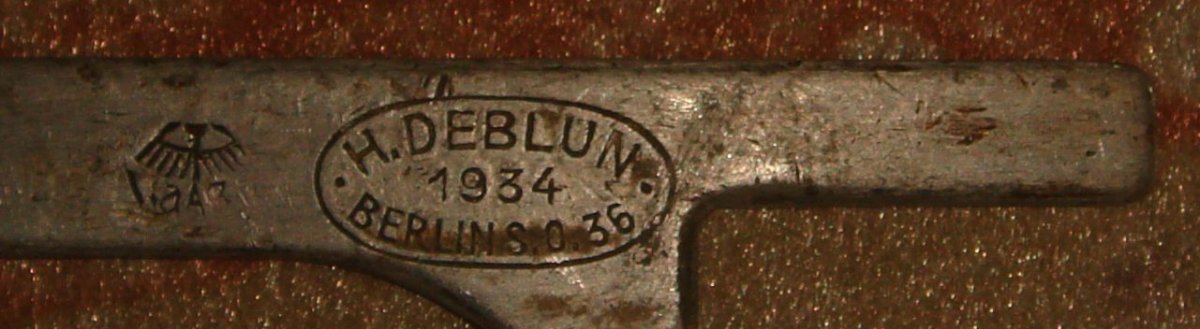 H. DEBLUN
1934
BERLIN S.O. 36